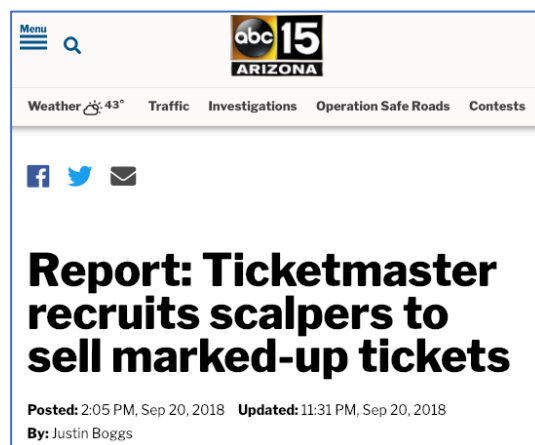 Menu
abc 15
ARIZONA
Weather 43° Traffic Investigations Operation Safe Roads Contests
Report: Ticketmaster
recruits scalpers to
sell marked-up tickets
Posted: 2:05 PM, Sep 20, 2018 Updated: 11:31 PM, Sep 20, 2018
By: Justin Boggs